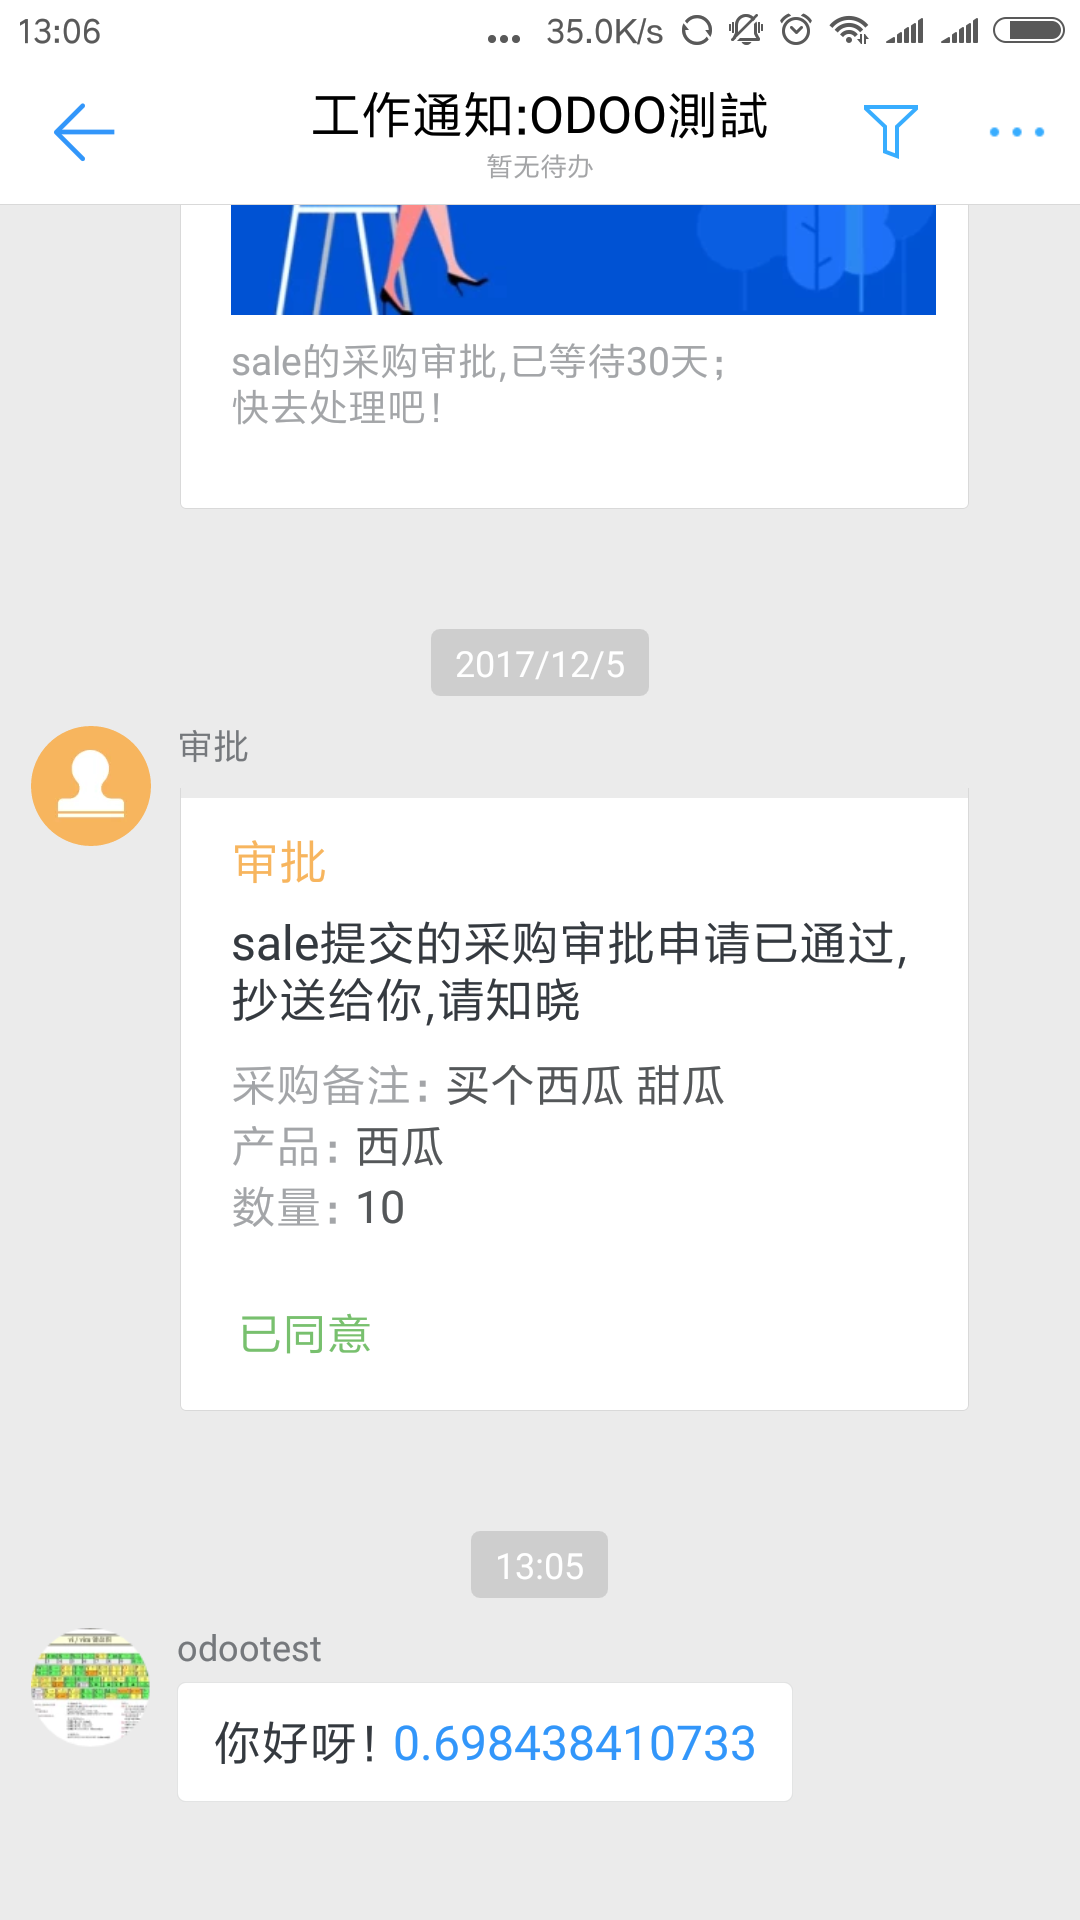 13:06
35.0K/s
工作通知:ODOO測試
暂无待办
sale的采购审批,已等待30天；
快去处理吧！
2017/12/5
审批
审批
sale提交的采购审批申请已通过,
抄送给你,请知晓
采购备注：买个西瓜 甜瓜
产品：西瓜
数量：10
已同意
13:05
odootest
你好呀！0.698438410733